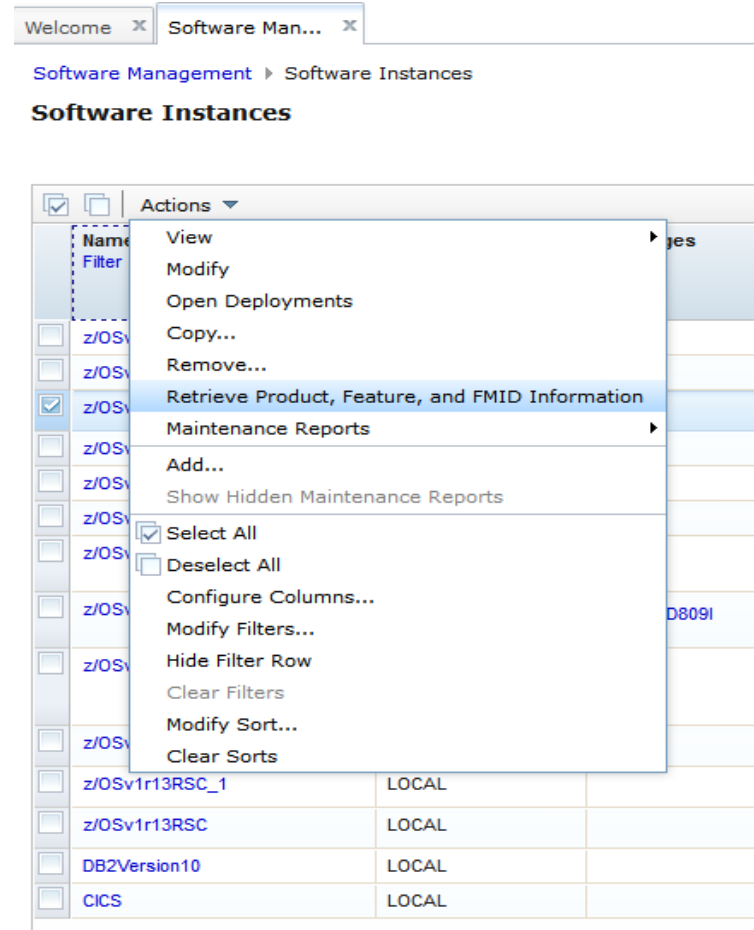 Welcome x Software Man... x
Software Management Software Instances
Software Instances
Actions
Name
Filter
View
Modify
Open Deployments
Copy...
Remove...
Retrieve Product, Feature, and FMID Information
Maintenance Reports
Add...
Show Hidden Maintenance Reports
Select All
Deselect All
Configure Columns...
D809I
Modify Filters...
Hide Filter Row
Clear Filters
Modify Sort...
Clear Sorts
z/OSv1r13RSC_1 LOCAL
z/OSv1r13RSC LOCAL
DB2Version10 LOCAL
CICS LOCAL